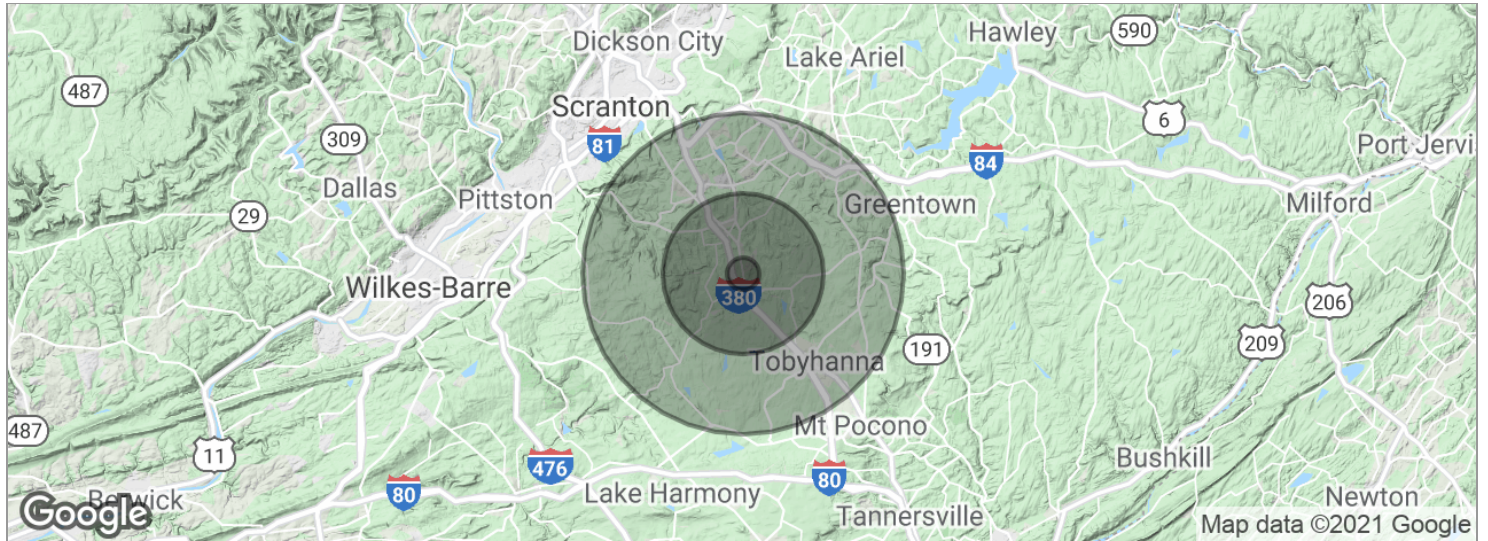 Dickson City
Hawley
590
Lake Ariel
487
Scranton
6
309
81
Port Jervi
84
Dallas
Pittston
Greentown
Milford
29
Wilkes-Barre
380
206
209
191
Tobyhanna
487
Mt Pocono
11
Bushkill
476
80
80
Lake Harmony
Berwick
Newton
Google
Tannersville
Map data ©2021 Google